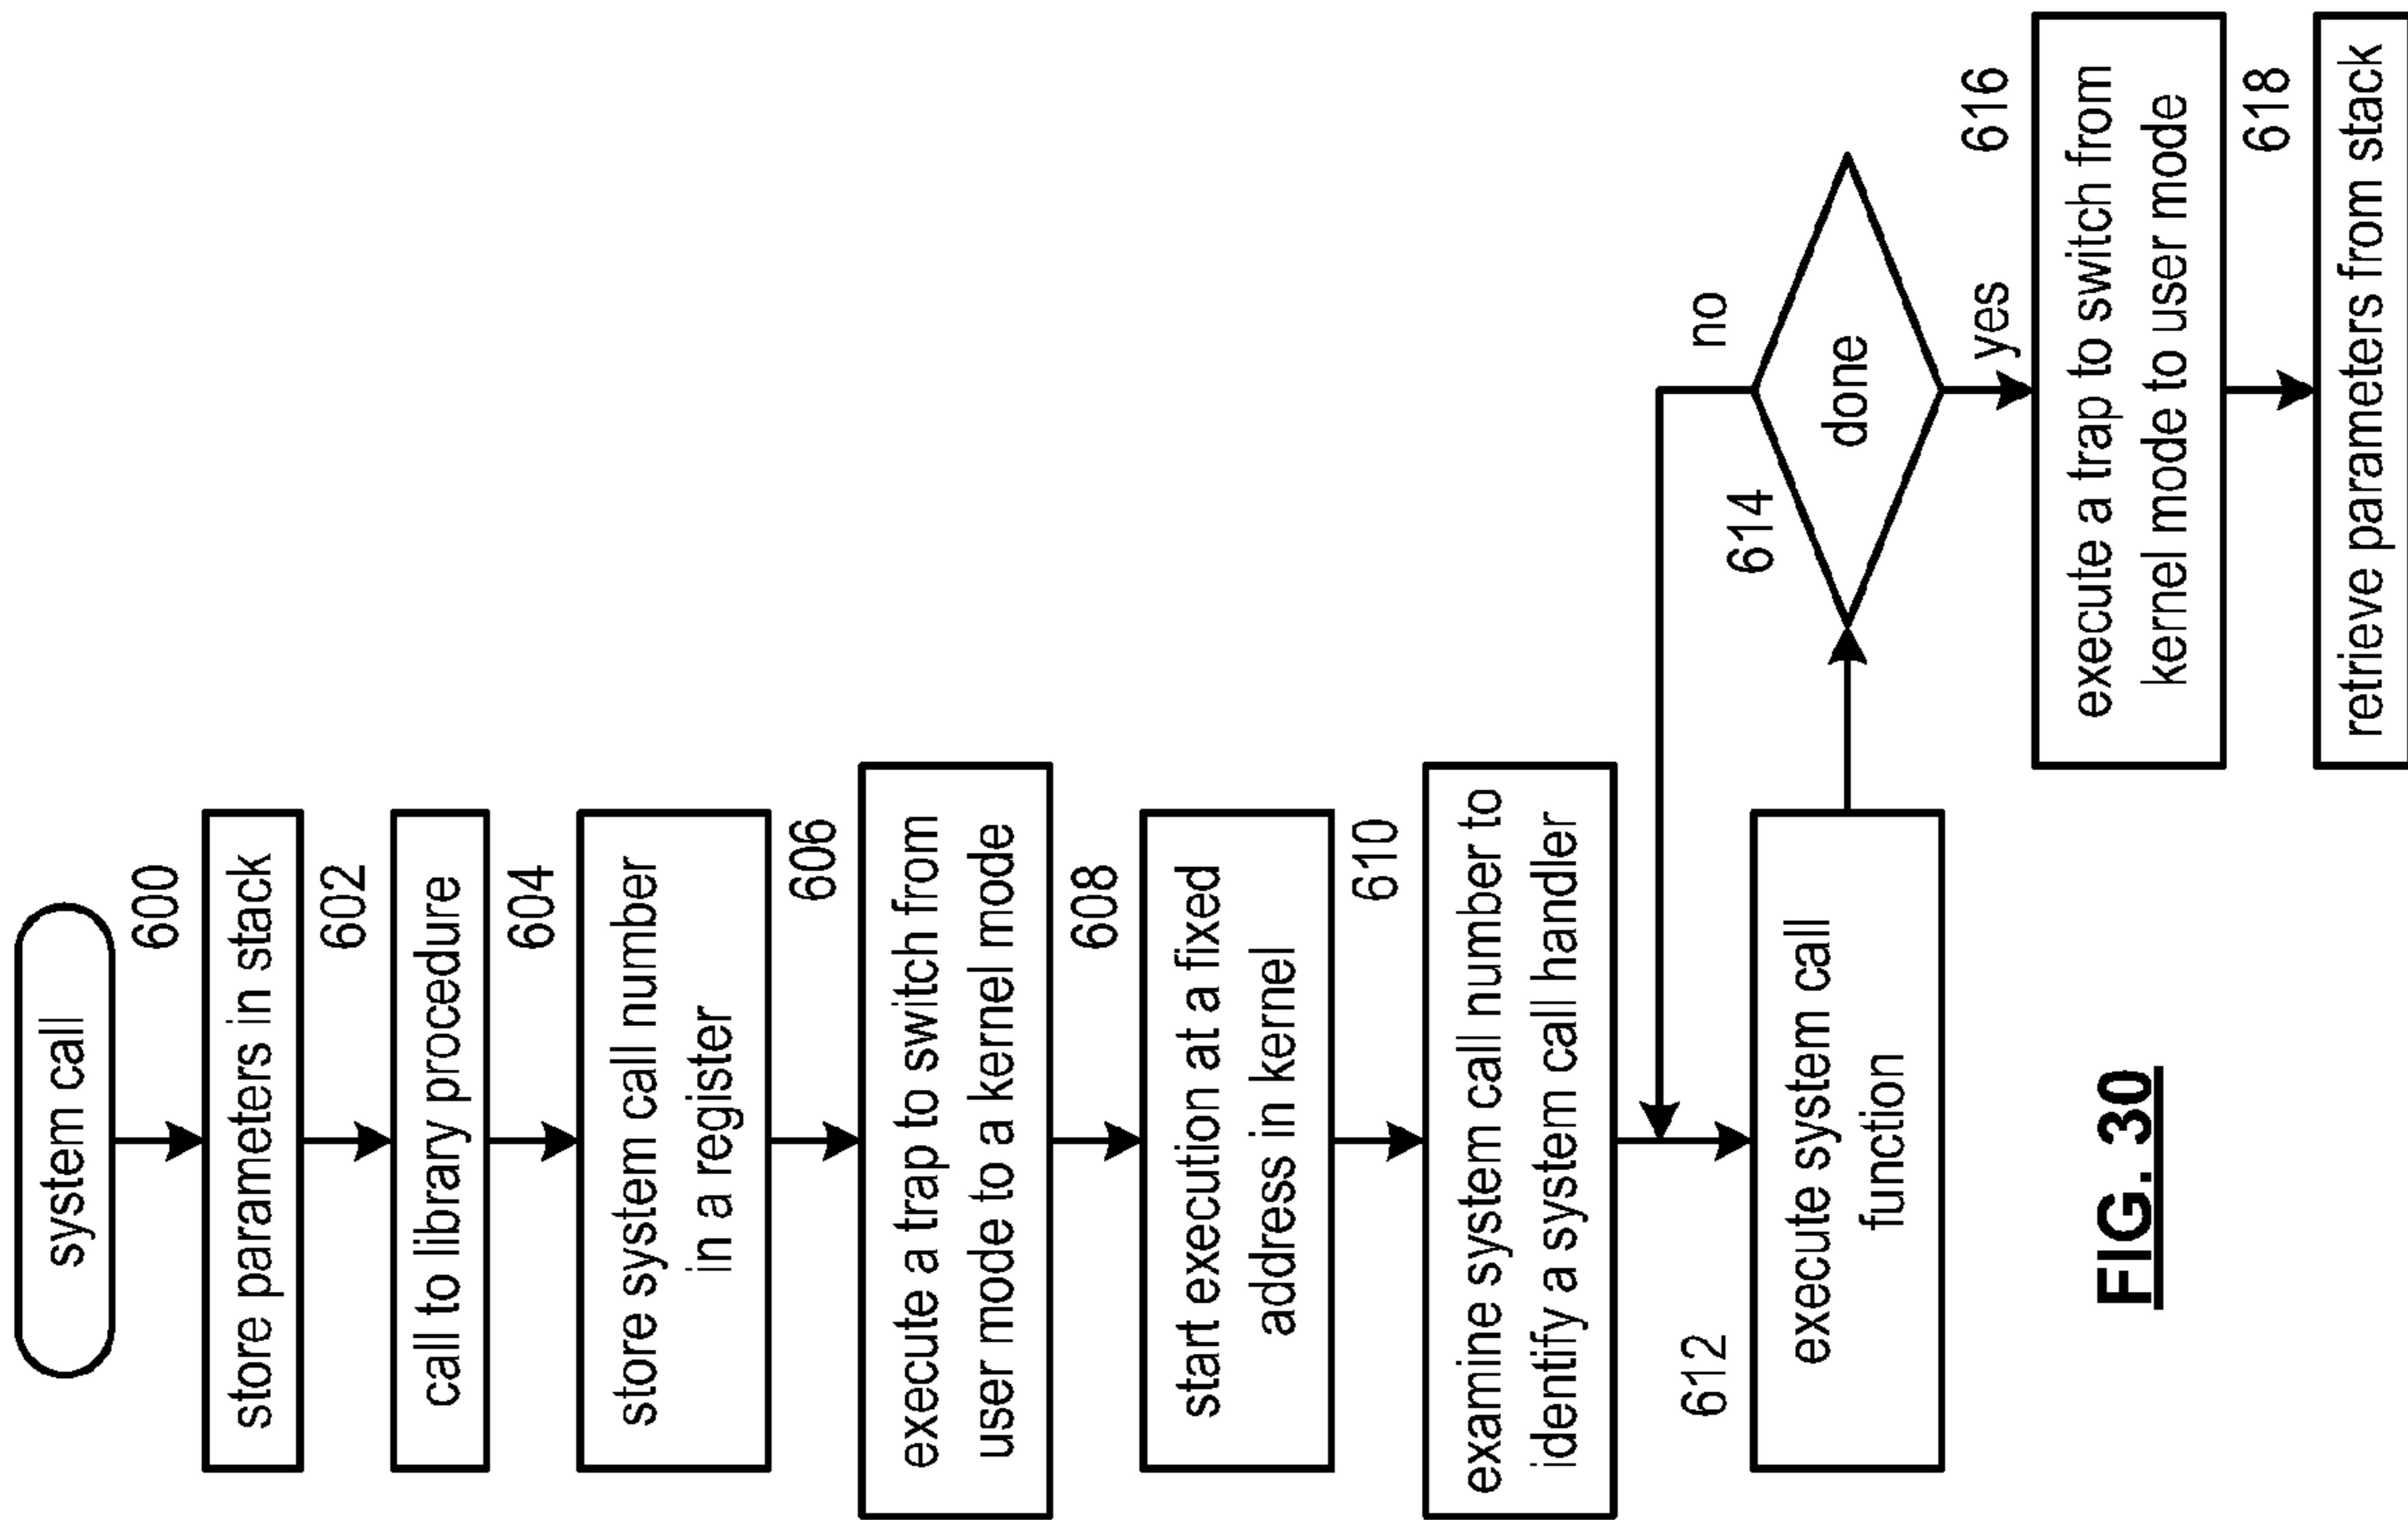 system call
600
store parameters in stack
602
call to library procedure
604
store system call number
in a register
606
execute a trap to switch from
user mode to a kernel mode
608
start execution at a fixed
address in kernel
610
examine system call number to
identify a system call handler
612
execute system call
function
614
done
no
yes
616
execute a trap to switch from
kernel mode to user mode
618
retrieve parameters from stack
FIG. 30